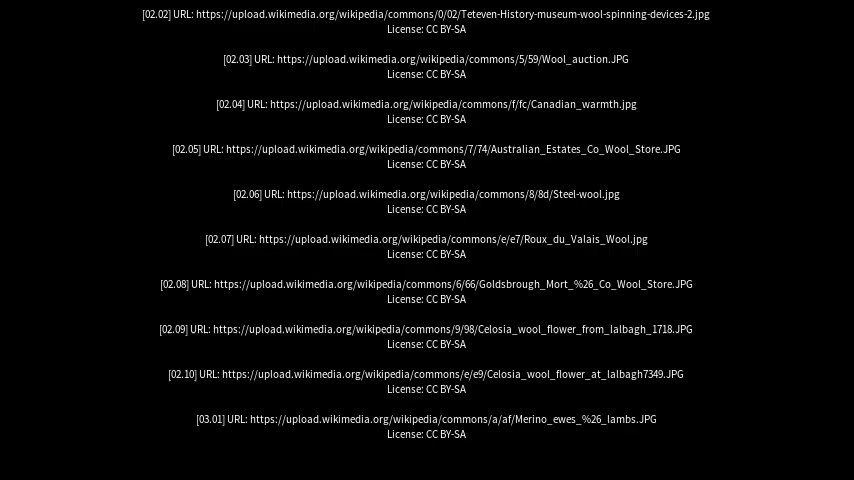 [02.02] URL: https://upload.wikimedia.org/wikipedia/commons/0/02/Teteven-History-museum-wool-spinning-devices-2.jpg
License: CC BY-SA
[02.03] URL: https://upload.wikimedia.org/wikipedia/commons/5/59/Wool_auction.JPG
License: CC BY-SA
[02.04] URL: https://upload.wikimedia.org/wikipedia/commons/f/fc/Canadian_warmth.jpg
License: CC BY-SA
[02.05] URL: https://upload.wikimedia.org/wikipedia/commons/7/74/Australian_Estates_Co_Wool_Store.JPG
License: CC BY-SA
[02.06] URL: https://upload.wikimedia.org/wikipedia/commons/8/8d/Steel-wool.jpg
License: CC BY-SA
[02.07] URL: https://upload.wikimedia.org/wikipedia/commons/e/e7/Roux_du_Valais_Wool.jpg
License: CC BY-SA
[02.08] URL: https://upload.wikimedia.org/wikipedia/commons/6/66/Goldsbrough_Mort_%26_Co_Wool_Store.JPG
License: CC BY-SA
[02.09] URL: https://upload.wikimedia.org/wikipedia/commons/9/98/Celosia_wool_flower_from_lalbagh_1718.JPG
License: CC BY-SA
[02.10] URL: https://upload.wikimedia.org/wikipedia/commons/e/e9/Celosia_wool_flower_at_lalbagh7349.JPG
License: CC BY-SA
[03.01] URL: https://upload.wikimedia.org/wikipedia/commons/a/af/Merino_ewes_%26_lambs.JPG
License: CC BY-SA